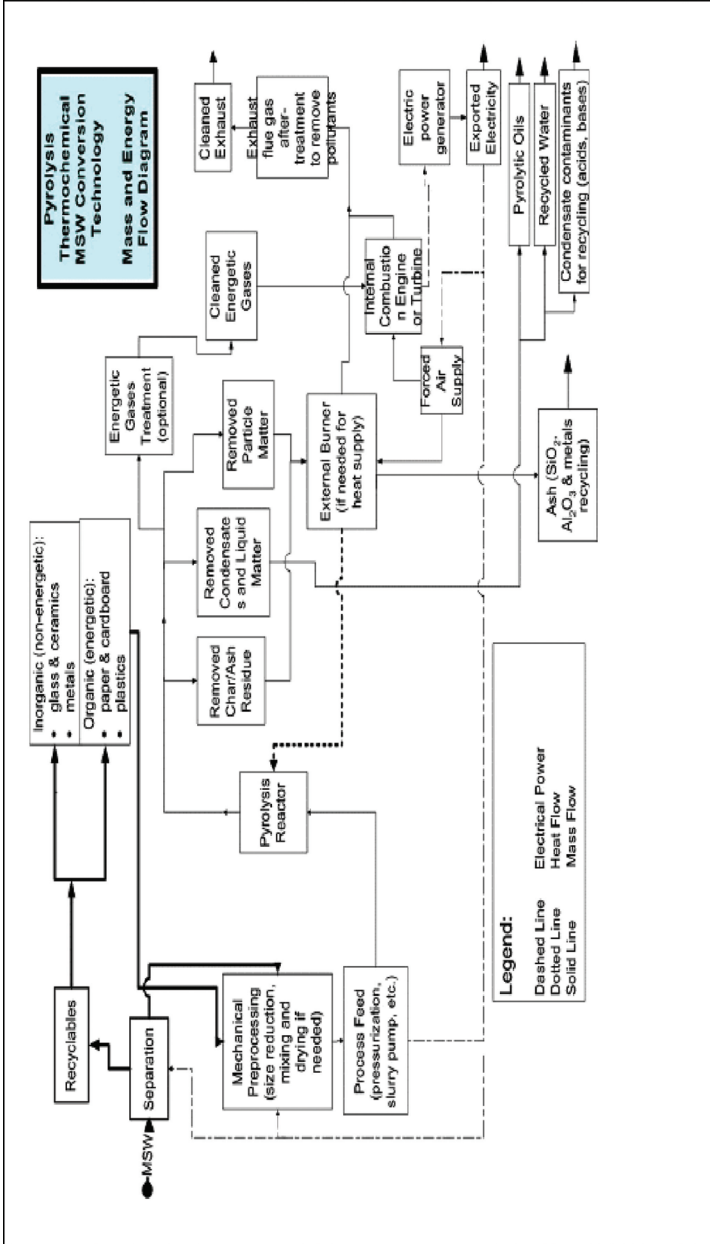 Pyrolysis
Thermochemical
MSW Conversion
Technology
Mass and Energy
Flow Diagram
Recyclables
Inorganic (non-energetic):
• glass & ceramics
• metals
Organic (energetic):
• paper & cardboard
• plastics
MSW
Separation
Energetic
Gases
Treatment
(optional)
Cleaned
Energetic
Gases
Cleaned
Exhaust
Exhaust
flue gas
after-
treatment
to remove
pollutants
Mechanical
Preprocessing
(size reduction,
mixing and
drying if
needed)
Pyrolysis
Reactor
Removed
Char/Ash
Residue
Removed
Condensate
s and Liquid
Matter
Removed
Particle
Matter
Process Feed
(pressurization,
slurry pump, etc.)
External Burner
(if needed for
heat supply)
Internal
Combustio
n Engine
or Turbine
Forced
Air
Supply
Electric
power
generator
Exported
Electricity
Pyrolytic Oils
Recycled Water
Condensate contaminants
for recycling (acids, bases)
Ash (SiO₂-
Al₂O₃ & metals
recycling)
Legend:
Dashed Line Electrical Power
Dotted Line Heat Flow
Solid Line Mass Flow